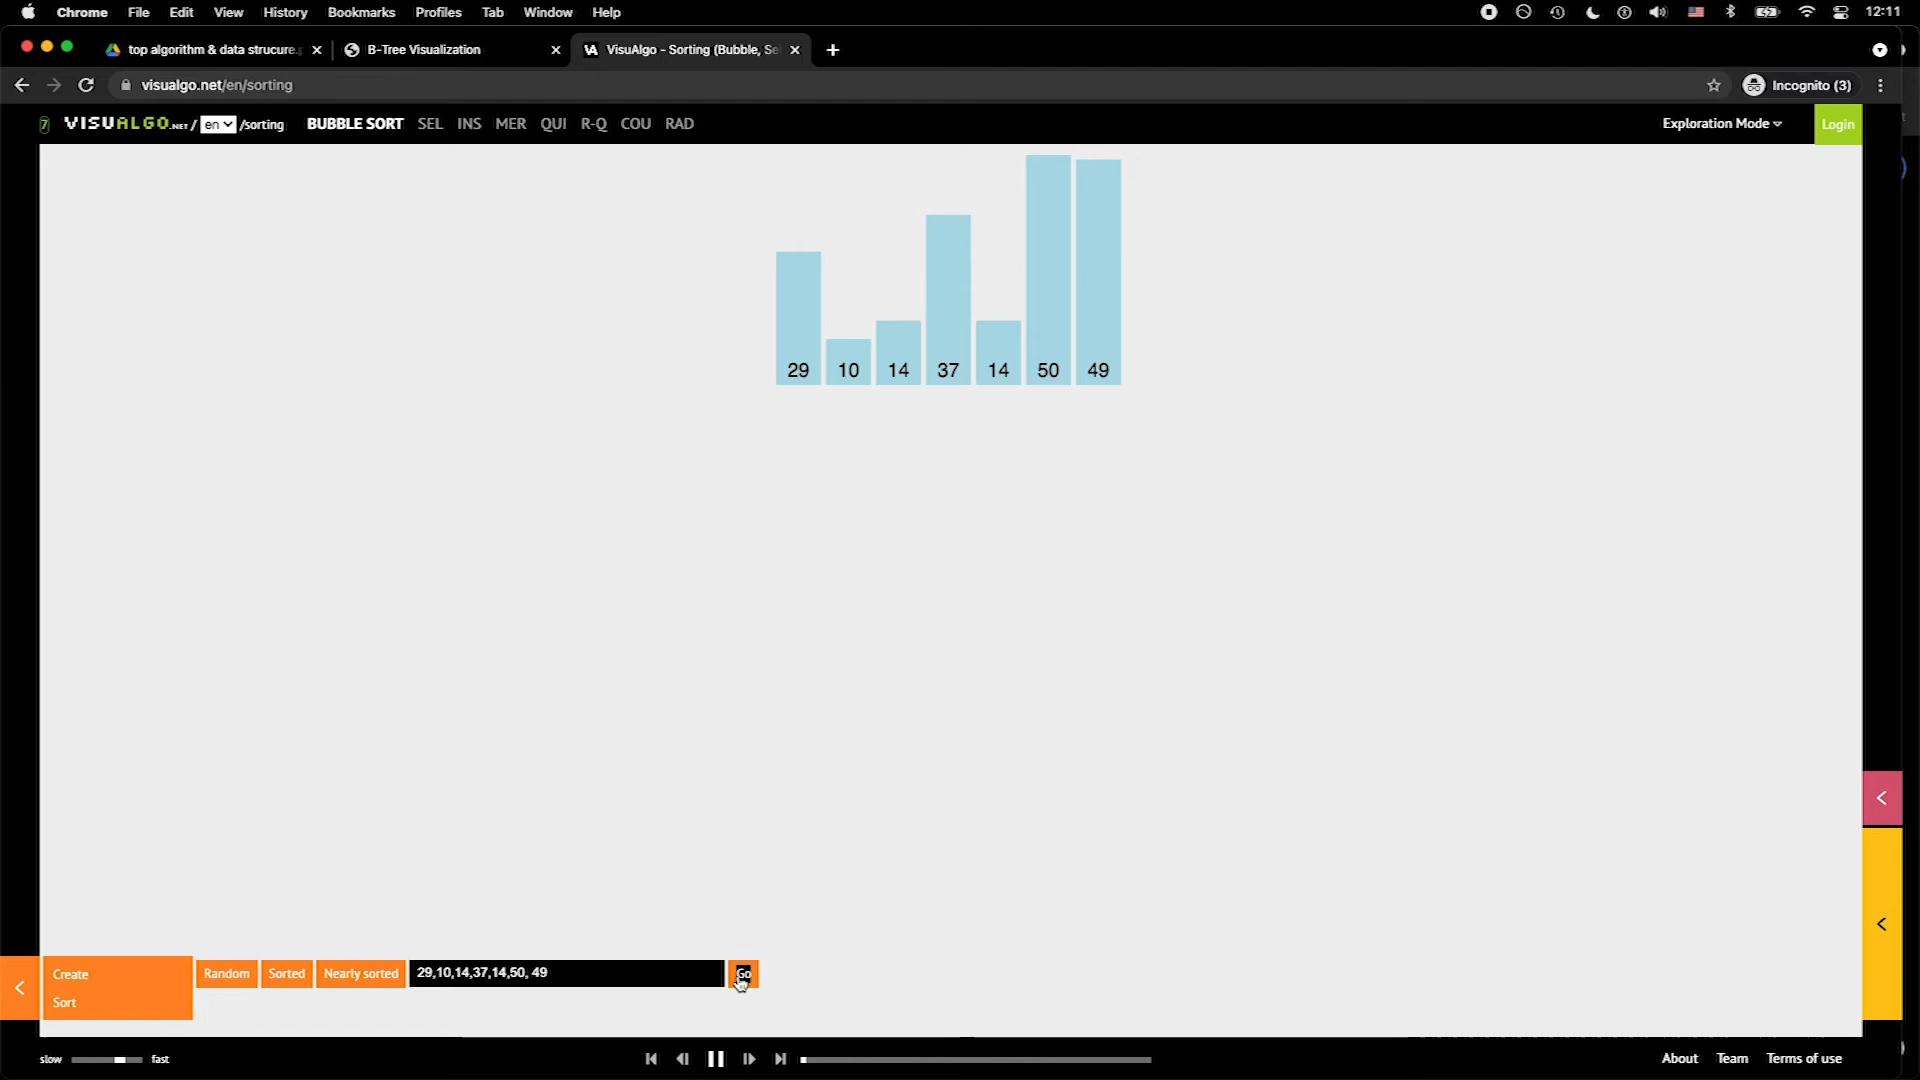 Chrome File Edit View History Bookmarks Profiles Tab Window Help 12:11
top algorithm & data strucure. B-Tree Visualization VisuAlgo - Sorting (Bubble, Se
visualgo.net/en/sorting Incognito (3)
7 VISUALGO.NET / en /sorting BUBBLE SORT SEL INS MER QUI R-Q COU RAD Exploration Mode Login
29 10 14 37 14 50 49
Create Random Sorted Nearly sorted 29,10,14,37,14,50, 49 Go
Sort
slow fast About Team Terms of use